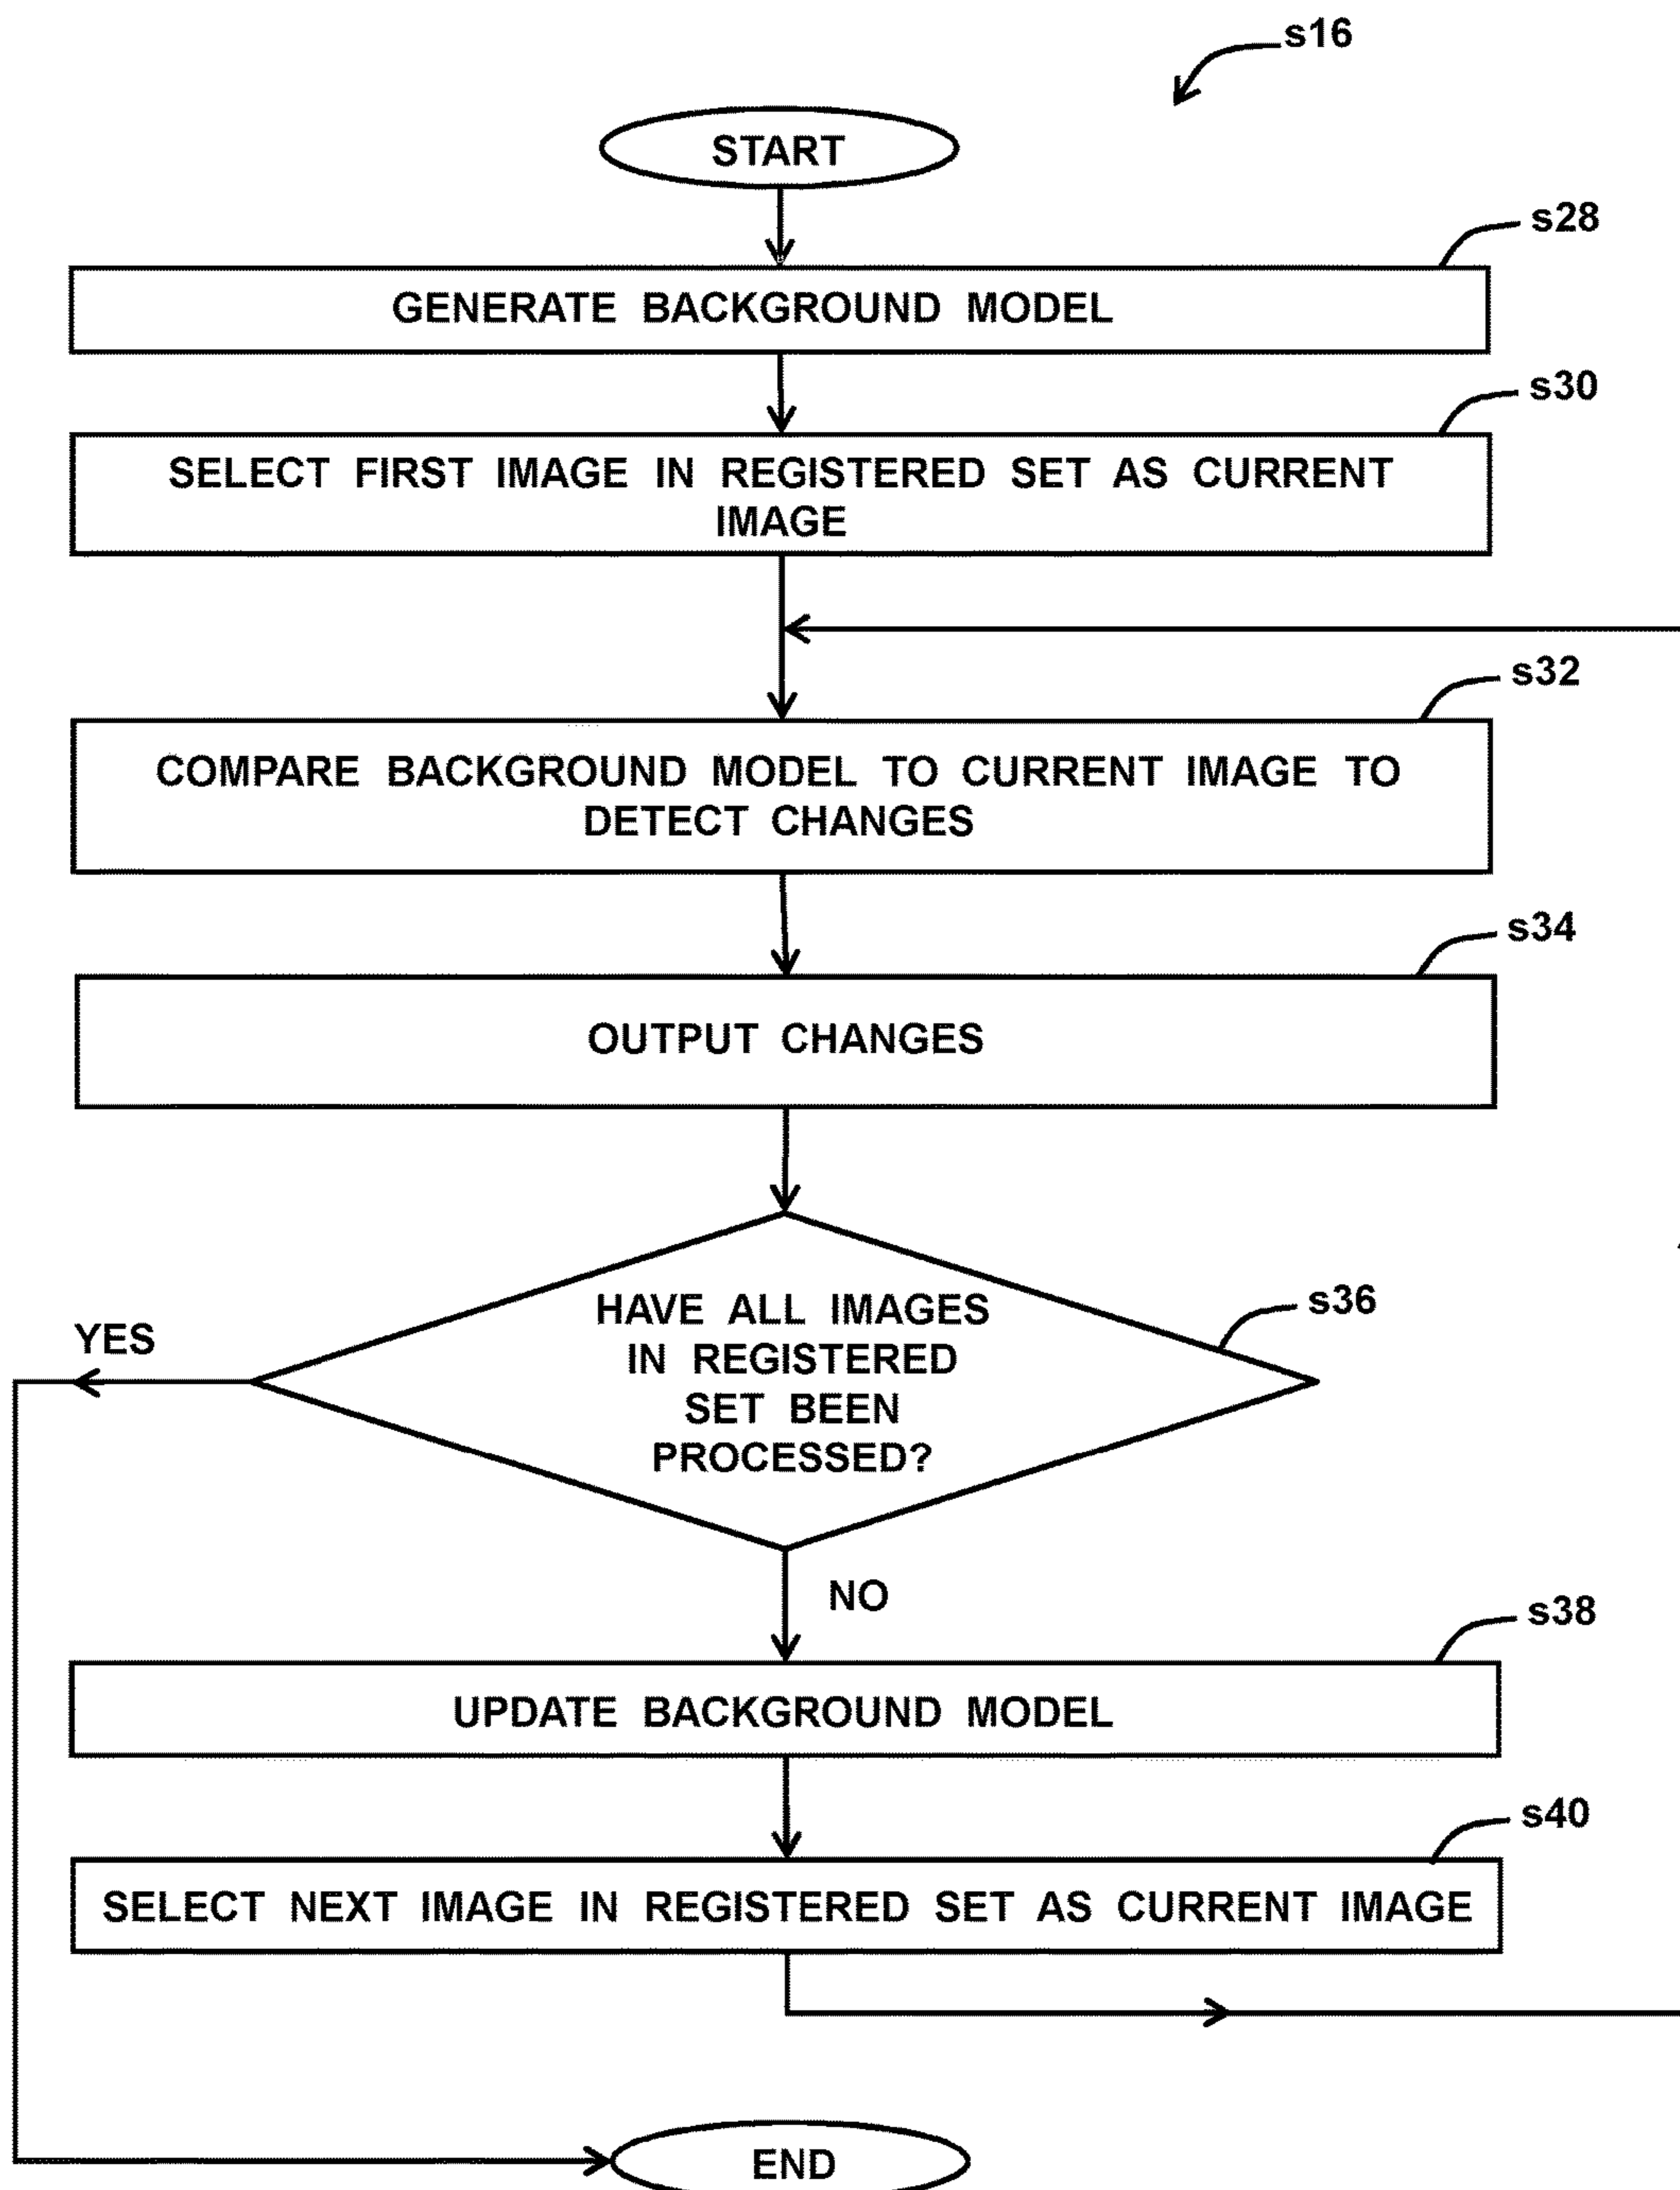 s16
START
s28
GENERATE BACKGROUND MODEL
s30
SELECT FIRST IMAGE IN REGISTERED SET AS CURRENT
IMAGE
s32
COMPARE BACKGROUND MODEL TO CURRENT IMAGE TO
DETECT CHANGES
s34
OUTPUT CHANGES
s36
HAVE ALL IMAGES
IN REGISTERED
SET BEEN
PROCESSED?
YES
NO
s38
UPDATE BACKGROUND MODEL
s40
SELECT NEXT IMAGE IN REGISTERED SET AS CURRENT IMAGE
END